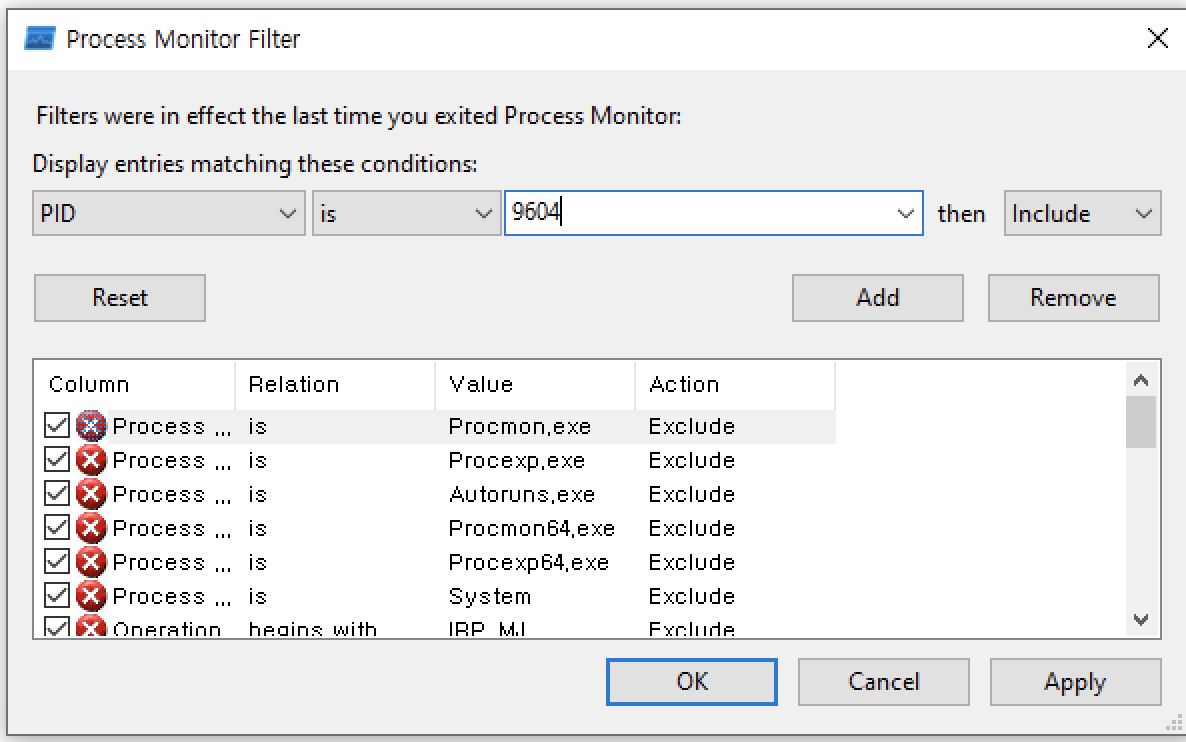 Process Monitor Filter
Filters were in effect the last time you exited Process Monitor:
Display entries matching these conditions:
PID is 9604 then Include
Reset Add Remove
Column Relation Value Action
Process ... is Procmon.exe Exclude
Process ... is Procexp.exe Exclude
Process ... is Autoruns.exe Exclude
Process ... is Procmon64.exe Exclude
Process ... is Procexp64.exe Exclude
Process ... is System Exclude
Operation begins with IRP_MJ Exclude
OK Cancel Apply